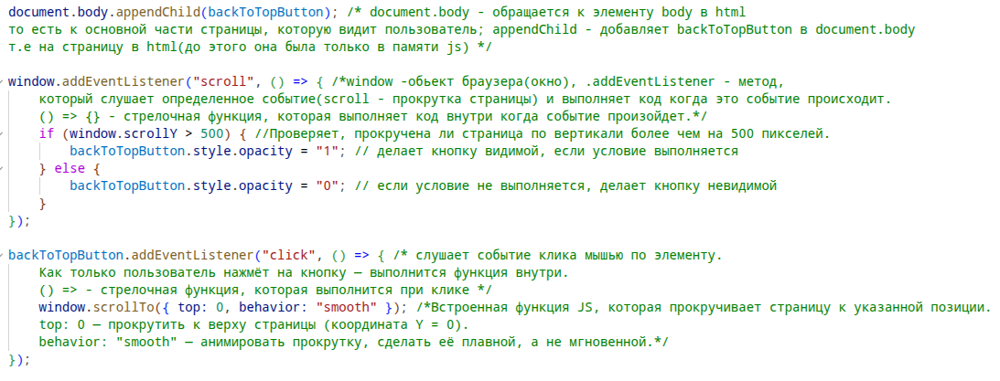 document.body.appendChild(backToTopButton); /* document.body - обращается к элементу body в html
то есть к основной части страницы, которую видит пользователь; appendChild - добавляет backToTopButton в document.body
т.е на страницу в html(до этого она была только в памяти js) */
window.addEventListener("scroll", () => { /*window -обьект браузера(окно), .addEventListener - метод,
который слушает определенное событие(scroll - прокрутка страницы) и выполняет код когда это событие происходит.
() => {} - стрелочная функция, которая выполняет код внутри когда событие произойдет.*/
if (window.scrollY > 500) { //Проверяет, прокручена ли страница по вертикали более чем на 500 пикселей.
backToTopButton.style.opacity = "1"; // делает кнопку видимой, если условие выполняется
} else {
backToTopButton.style.opacity = "0"; // если условие не выполняется, делает кнопку невидимой
}
});
backToTopButton.addEventListener("click", () => { /* слушает событие клика мышью по элементу.
Как только пользователь нажмёт на кнопку — выполнится функция внутри.
() => - стрелочная функция, которая выполнится при клике */
window.scrollTo({ top: 0, behavior: "smooth" }); /*Встроенная функция JS, которая прокручивает страницу к указанной позиции.
top: 0 — прокрутить к верху страницы (координата Y = 0).
behavior: "smooth" — анимировать прокрутку, сделать её плавной, а не мгновенной.*/
});